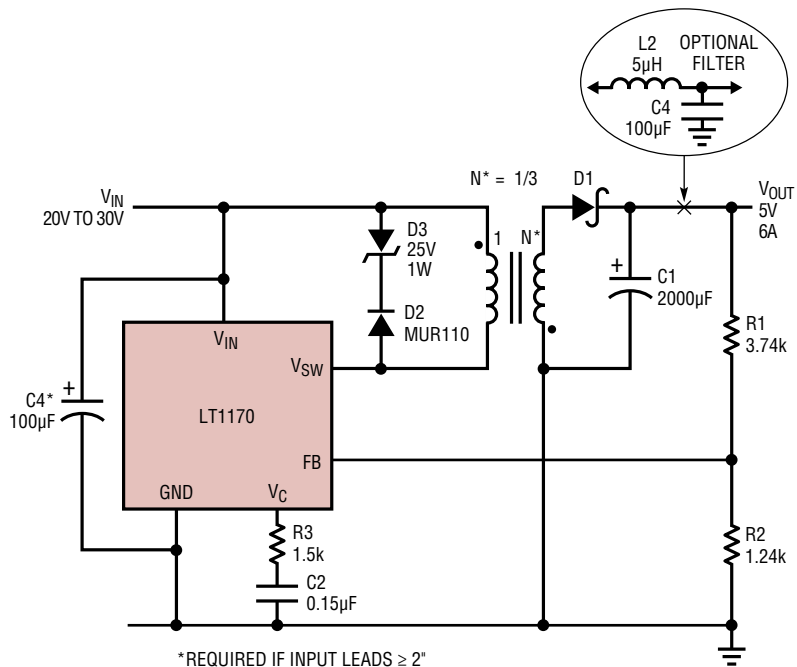 L2
5µH
OPTIONAL
FILTER
C4
100µF
N* = 1/3
D1
V_IN
20V TO 30V
V_OUT
5V
6A
D3
25V
1W
1
N*
C1
2000µF
D2
MUR110
R1
3.74k
V_IN
V_SW
C4*
100µF
LT1170
FB
GND
V_C
R3
1.5k
R2
1.24k
C2
0.15µF
*REQUIRED IF INPUT LEADS ≥ 2"